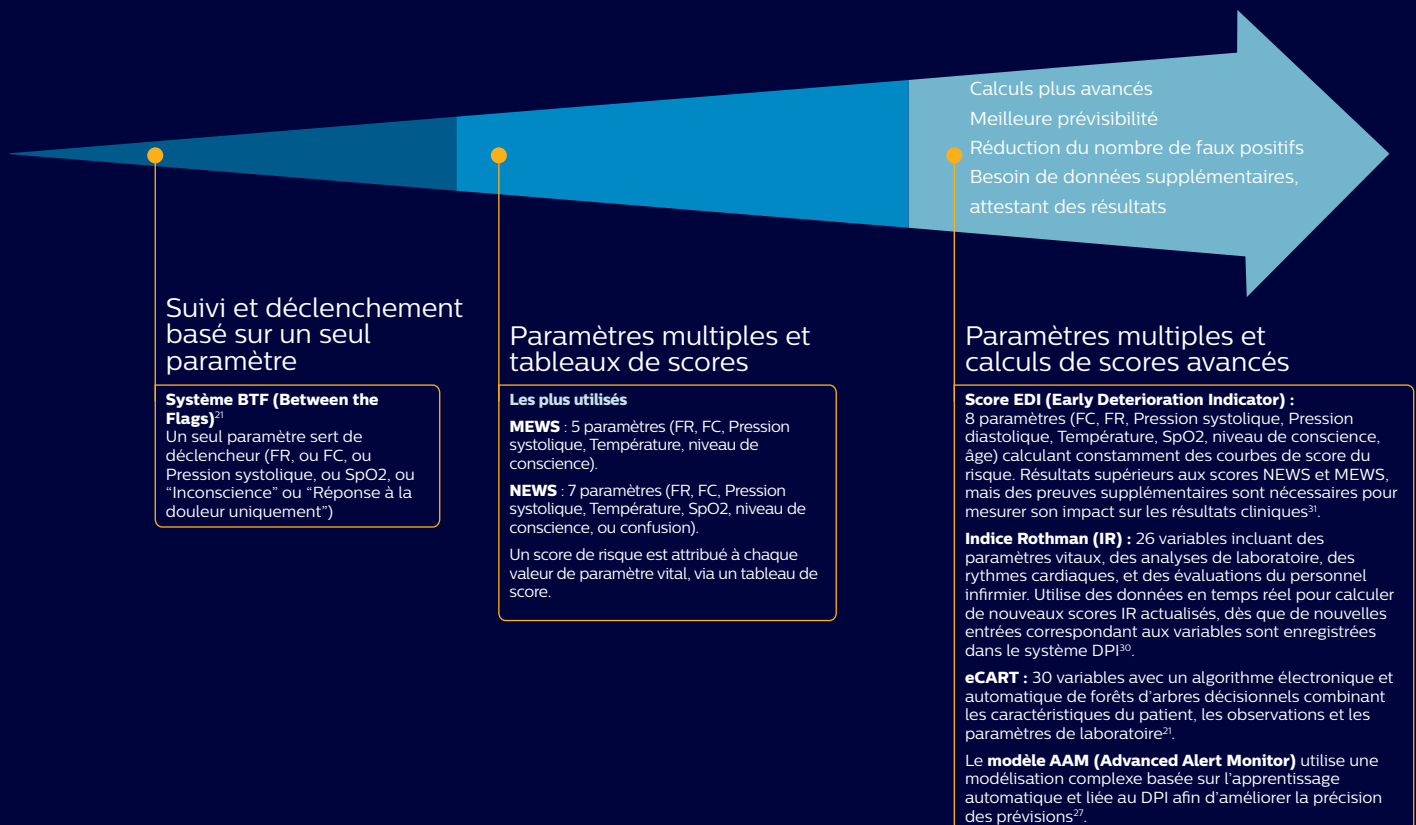 Calculs plus avancés
Meilleure prévisibilité
Réduction du nombre de faux positifs
Besoin de données supplémentaires,
attestant des résultats
Suivi et déclenchement
basé sur un seul
paramètre
Système BTF (Between the
Flags)²¹
Un seul paramètre sert de
déclencheur (FR, ou FC, ou
Pression systolique, ou SpO2, ou
“Inconscience” ou “Réponse à la
douleur uniquement”)
Paramètres multiples et
tableaux de scores
Les plus utilisés
MEWS : 5 paramètres (FR, FC, Pression
systolique, Température, niveau de
conscience).
NEWS : 7 paramètres (FR, FC, Pression
systolique, Température, SpO2, niveau de
conscience, ou confusion).
Un score de risque est attribué à chaque
valeur de paramètre vital, via un tableau de
score.
Paramètres multiples et
calculs de scores avancés
Score EDI (Early Deterioration Indicator) :
8 paramètres (FC, FR, Pression systolique, Pression
diastolique, Température, SpO2, niveau de conscience,
âge) calculant constamment des courbes de score du
risque. Résultats supérieurs aux scores NEWS et MEWS,
mais des preuves supplémentaires sont nécessaires pour
mesurer son impact sur les résultats cliniques³¹.
Indice Rothman (IR) : 26 variables incluant des
paramètres vitaux, des analyses de laboratoire, des
rythmes cardiaques, et des évaluations du personnel
infirmier. Utilise des données en temps réel pour calculer
de nouveaux scores IR actualisés, dès que de nouvelles
entrées correspondant aux variables sont enregistrées
dans le système DPI³⁰.
eCART : 30 variables avec un algorithme électronique et
automatique de forêts d’arbres décisionnels combinant
les caractéristiques du patient, les observations et les
paramètres de laboratoire²¹.
Le modèle AAM (Advanced Alert Monitor) utilise une
modélisation complexe basée sur l’apprentissage
automatique et liée au DPI afin d’améliorer la précision
des prévisions²⁷.